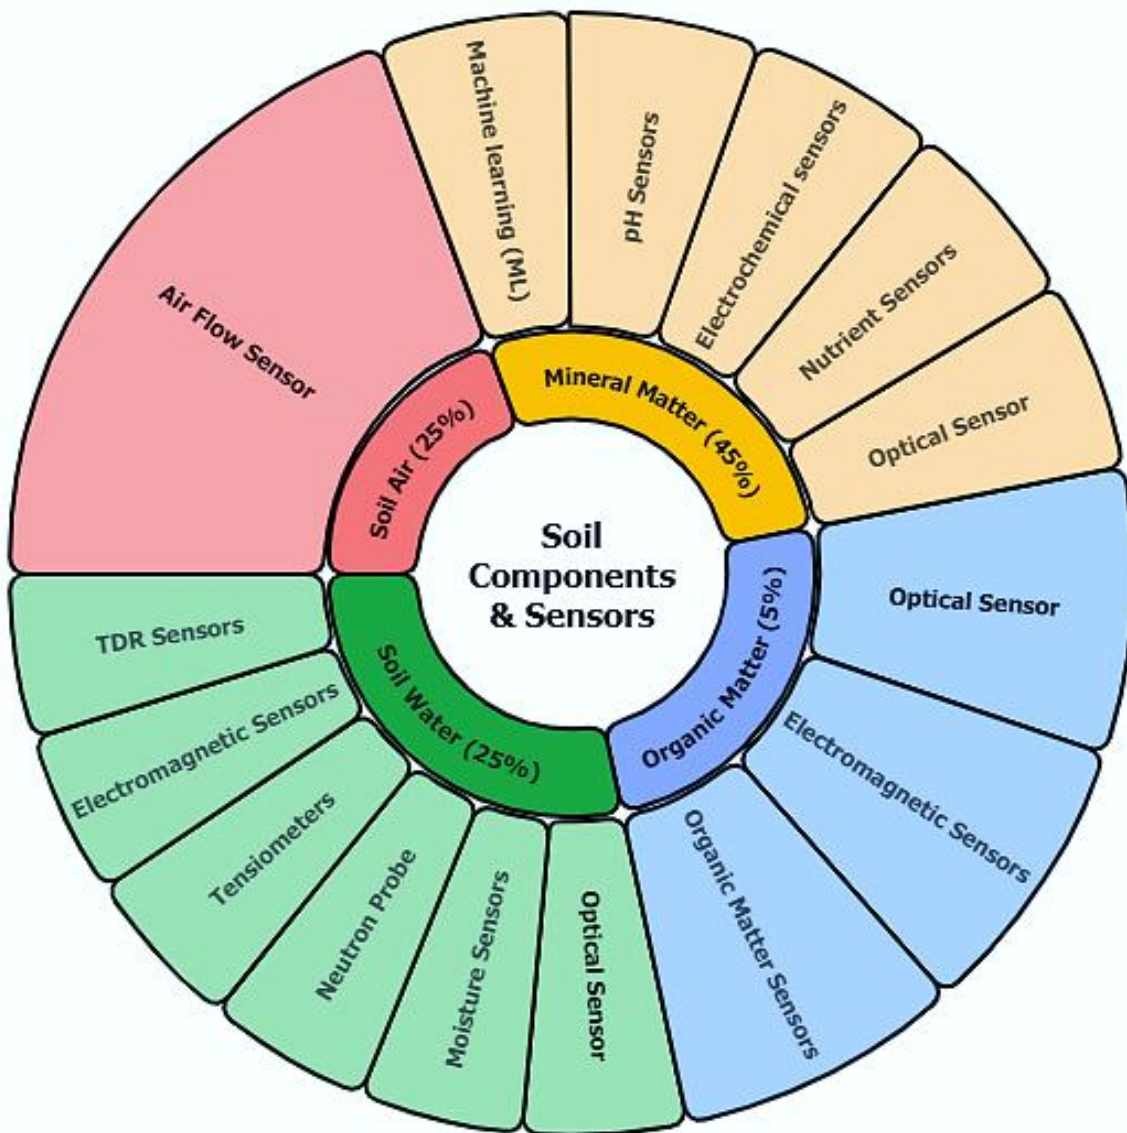 Soil
Components
& Sensors
Mineral Matter (45%)
Machine learning (ML)
pH Sensors
Electrochemical sensors
Nutrient Sensors
Optical Sensor
Organic Matter (5%)
Optical Sensor
Electromagnetic Sensors
Organic Matter Sensors
Soil Water (25%)
Optical Sensor
Moisture Sensors
Neutron Probe
Tensiometers
Electromagnetic Sensors
TDR Sensors
Soil Air (25%)
Air Flow Sensor